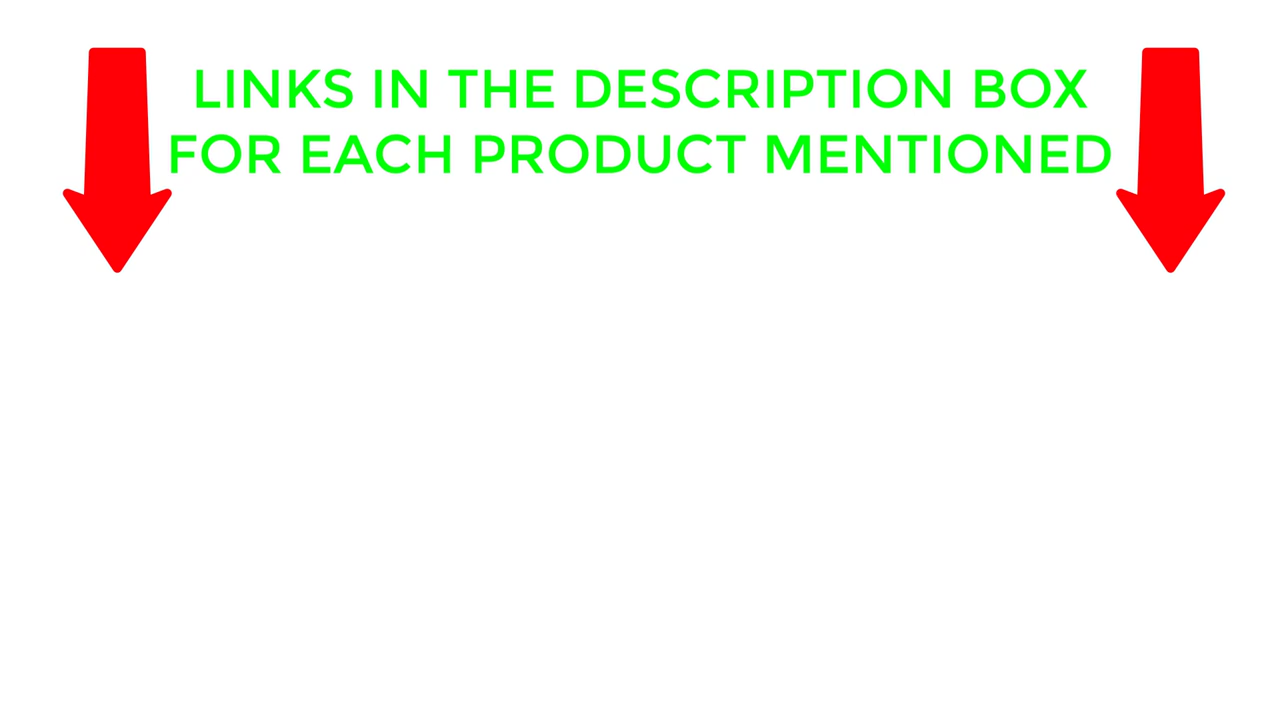 LINKS IN THE DESCRIPTION BOX
FOR EACH PRODUCT MENTIONED